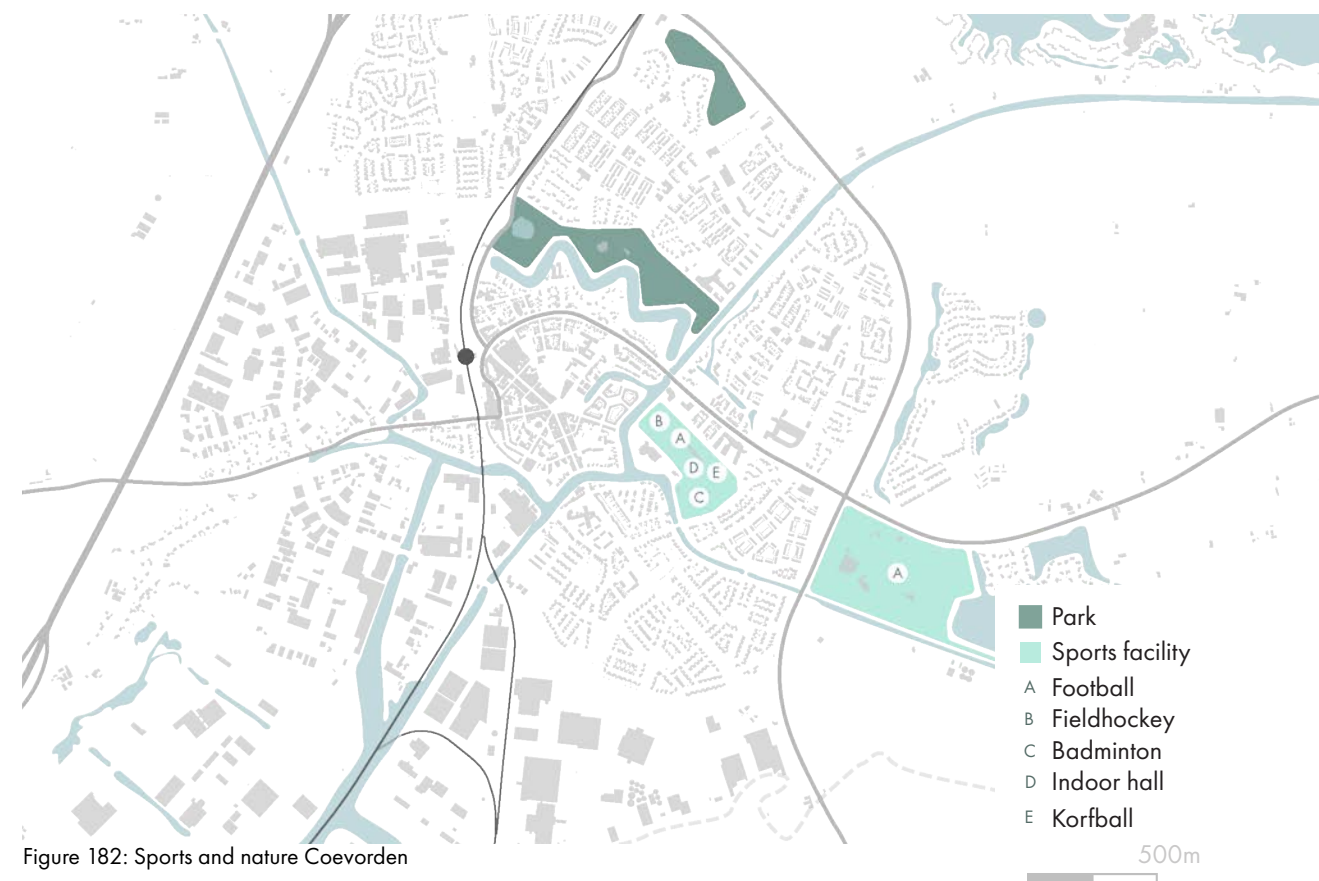 B
A
D
E
C
A
Park
Sports facility
A Football
B Fieldhockey
C Badminton
D Indoor hall
E Korfball
500m
Figure 182: Sports and nature Coevorden